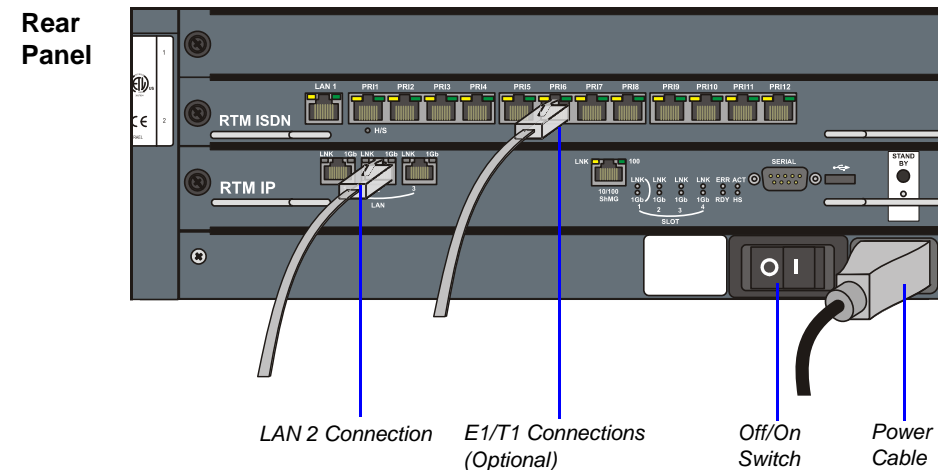 Rear
Panel
1
2
US
CE
LAN 1 PRI1 PRI2 PRI3 PRI4 PRI5 PRI6 PRI7 PRI8 PRI9 PRI10 PRI11 PRI12
RTM ISDN
H/S
LNK 1Gb LNK 1Gb LNK 1Gb
RTM IP
3
LAN
LNK 100
10/100
ShMG
LNK LNK LNK LNK ERR ACT
1Gb 1Gb 1Gb 1Gb RDY HS
1 2 3 4
SLOT
SERIAL
STAND
BY
O I
LAN 2 Connection
E1/T1 Connections
(Optional)
Off/On
Switch
Power
Cable